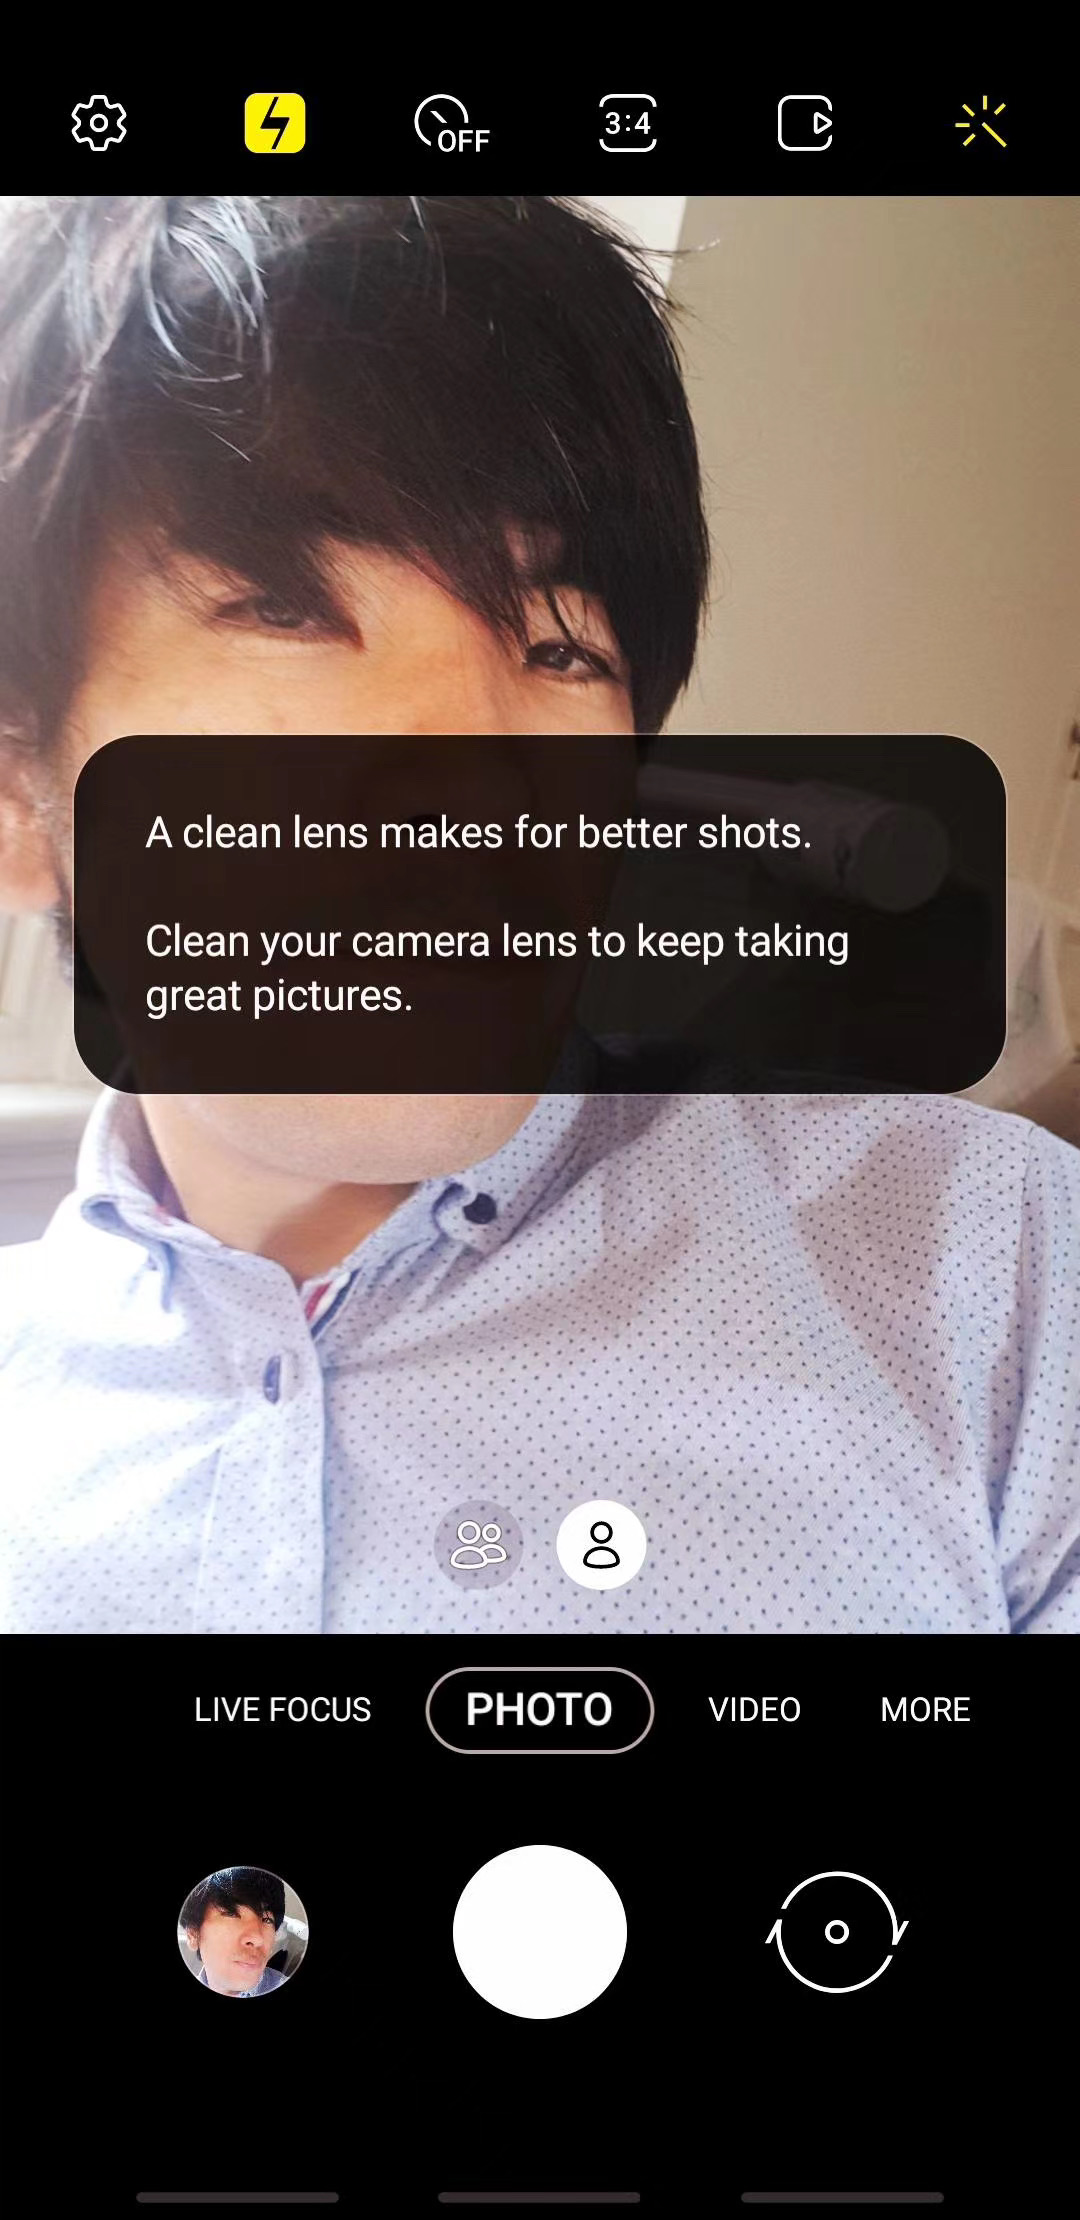 OFF
3:4
A clean lens makes for better shots.
Clean your camera lens to keep taking
great pictures.
LIVE FOCUS PHOTO VIDEO MORE